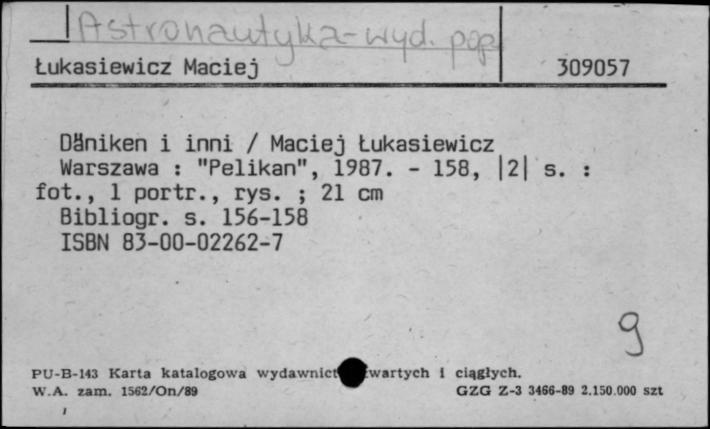 Astronautyka-wyd. pop
Łukasiewicz Maciej 309057
Däniken i inni / Maciej Łukasiewicz
Warszawa : "Pelikan", 1987. - 158, |2| s. :
fot., 1 portr., rys. ; 21 cm
Bibliogr. s. 156-158
ISBN 83-00-02262-7
g
PU-B-143 Karta katalogowa wydawnict wartych i ciągłych.
W.A. zam. 1562/On/89 GZG Z-3 3466-89 2.150.000 szt